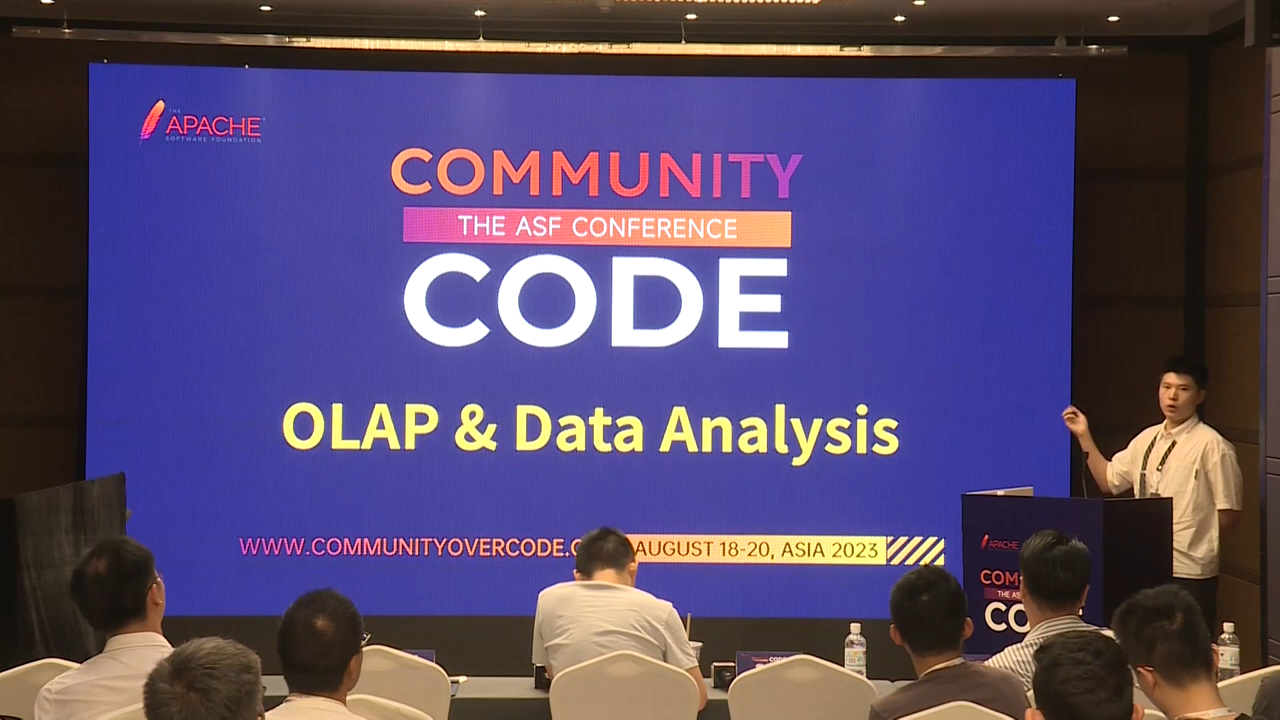 THE
APACHE
SOFTWARE FOUNDATION
COMMUNITY
THE ASF CONFERENCE
CODE
OLAP & Data Analysis
WWW.COMMUNITYOVERCODE.
AUGUST 18-20, ASIA 2023
APACHE
COM
THE AS
CO